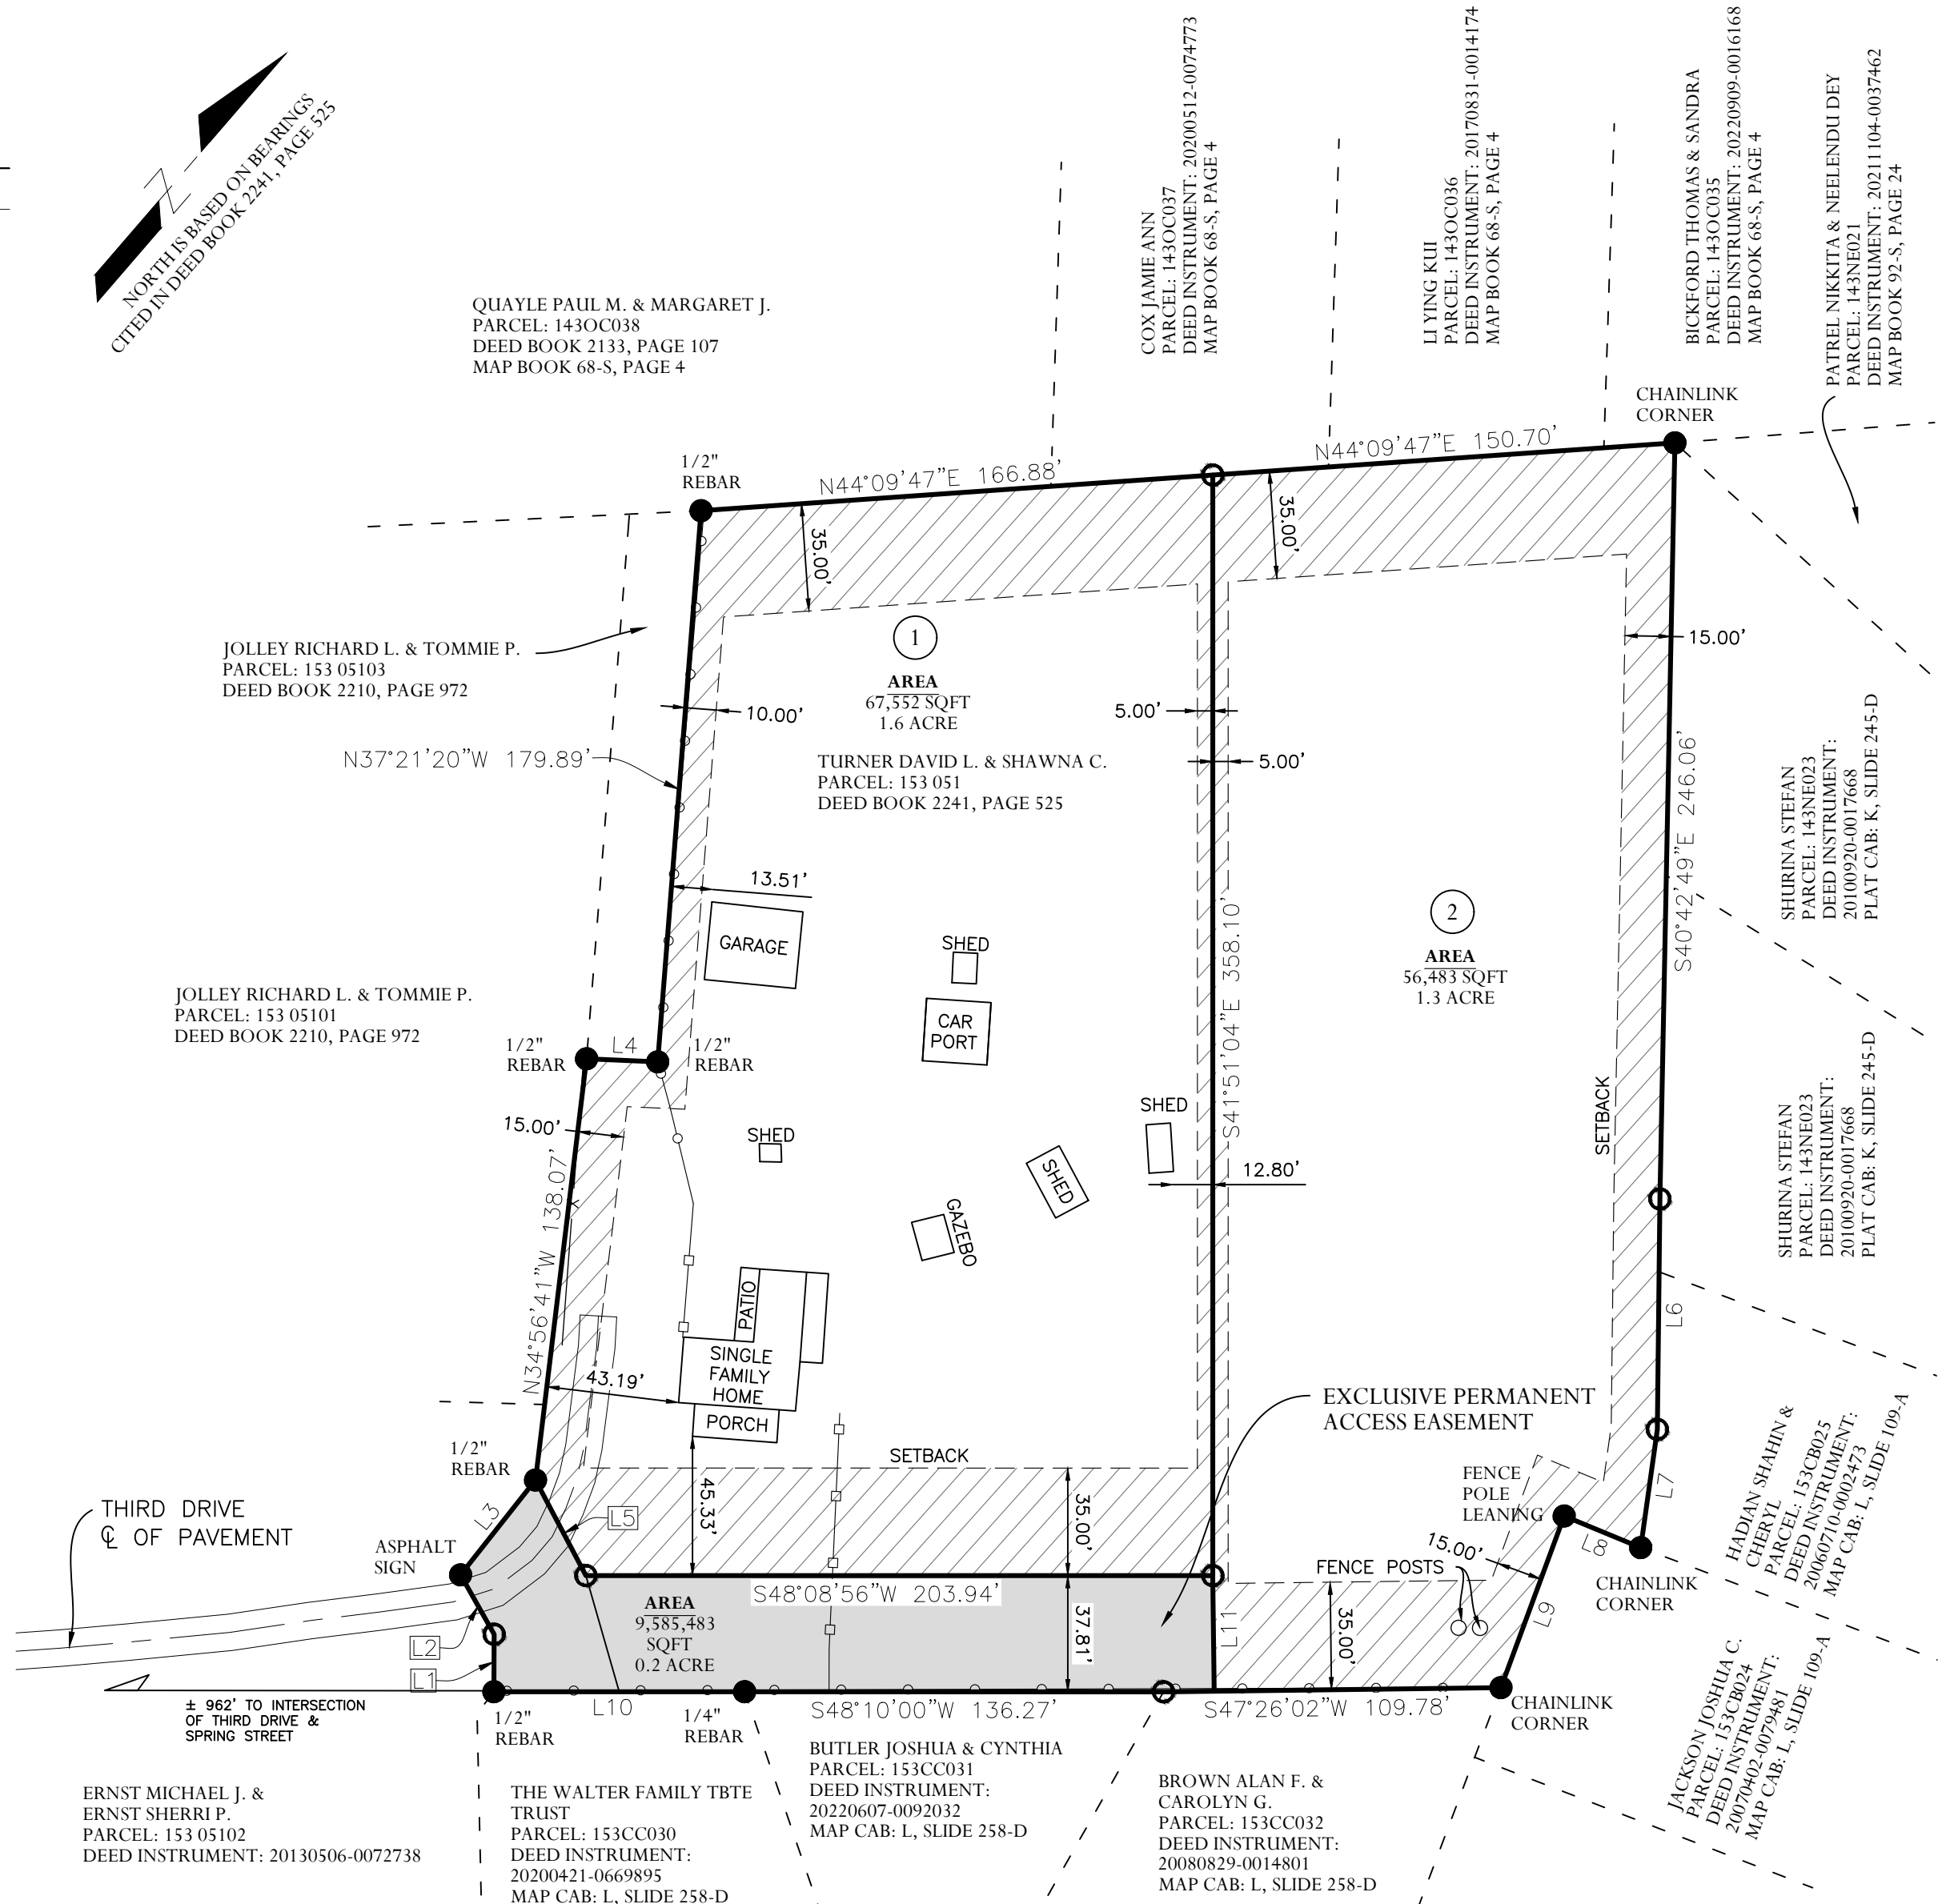 NORTH IS BASED ON BEARINGS
CITED IN DEED BOOK 2241, PAGE 525
QUAYLE PAUL M. & MARGARET J.
PARCEL: 143OC038
DEED BOOK 2133, PAGE 107
MAP BOOK 68-S, PAGE 4
COX JAMIE ANN
PARCEL: 143OC037
DEED INSTRUMENT: 20200512-0074773
MAP BOOK 68-S, PAGE 4
LI YING KUI
PARCEL: 143OC036
DEED INSTRUMENT: 20170831-0014174
MAP BOOK 68-S, PAGE 4
BICKFORD THOMAS & SANDRA
PARCEL: 143OC035
DEED INSTRUMENT: 20220909-0016168
MAP BOOK 68-S, PAGE 4
PATREL NIKKITA & NEELENDU DEY
PARCEL: 143NE021
DEED INSTRUMENT: 20211104-0037462
MAP BOOK 92-S, PAGE 24
CHAINLINK
CORNER
1/2"
REBAR
N44°09'47"E 166.88'
N44°09'47"E 150.70'
35.00'
35.00'
15.00'
JOLLEY RICHARD L. & TOMMIE P.
PARCEL: 153 05103
DEED BOOK 2210, PAGE 972
1
AREA
67,552 SQFT
1.6 ACRE
10.00'
5.00'
5.00'
N37°21'20"W 179.89'
TURNER DAVID L. & SHAWNA C.
PARCEL: 153 051
DEED BOOK 2241, PAGE 525
S40°42'49"E 246.06'
SHURINA STEFAN
PARCEL: 143NE023
DEED INSTRUMENT:
20100920-0017668
PLAT CAB: K, SLIDE 245-D
13.51'
GARAGE
SHED
CAR
PORT
S41°51'04"E 358.10'
2
AREA
56,483 SQFT
1.3 ACRE
JOLLEY RICHARD L. & TOMMIE P.
PARCEL: 153 05101
DEED BOOK 2210, PAGE 972
1/2"
REBAR
L4
1/2"
REBAR
15.00'
SHED
SHED
SHED
12.80'
GAZEBO
SETBACK
SHURINA STEFAN
PARCEL: 143NE023
DEED INSTRUMENT:
20100920-0017668
PLAT CAB: K, SLIDE 245-D
N34°56'41"W 138.07'
X
PATIO
SINGLE
FAMILY
HOME
PORCH
43.19'
EXCLUSIVE PERMANENT
ACCESS EASEMENT
L6
L7
HADIAN SHAHIN &
CHERYL
PARCEL: 153CB025
DEED INSTRUMENT:
20060710-0002473
MAP CAB: L, SLIDE 109-A
1/2"
REBAR
SETBACK
45.33'
35.00'
FENCE
POLE
LEANING
THIRD DRIVE
℄ OF PAVEMENT
L3
L5
ASPHALT
SIGN
15.00'
L8
FENCE POSTS
CHAINLINK
CORNER
S48°08'56"W 203.94'
AREA
9,585,483
SQFT
0.2 ACRE
37.81'
L11
35.00'
L9
L2
L1
± 962' TO INTERSECTION
OF THIRD DRIVE &
SPRING STREET
1/2"
REBAR
L10
1/4"
REBAR
S48°10'00"W 136.27'
S47°26'02"W 109.78'
CHAINLINK
CORNER
JACKSON JOSHUA C.
PARCEL: 153CB024
DEED INSTRUMENT:
20070402-0079481
MAP CAB: L, SLIDE 109-A
ERNST MICHAEL J. &
ERNST SHERRI P.
PARCEL: 153 05102
DEED INSTRUMENT: 20130506-0072738
THE WALTER FAMILY TBTE
TRUST
PARCEL: 153CC030
DEED INSTRUMENT:
20200421-0669895
MAP CAB: L, SLIDE 258-D
BUTLER JOSHUA & CYNTHIA
PARCEL: 153CC031
DEED INSTRUMENT:
20220607-0092032
MAP CAB: L, SLIDE 258-D
BROWN ALAN F. &
CAROLYN G.
PARCEL: 153CC032
DEED INSTRUMENT:
20080829-0014801
MAP CAB: L, SLIDE 258-D